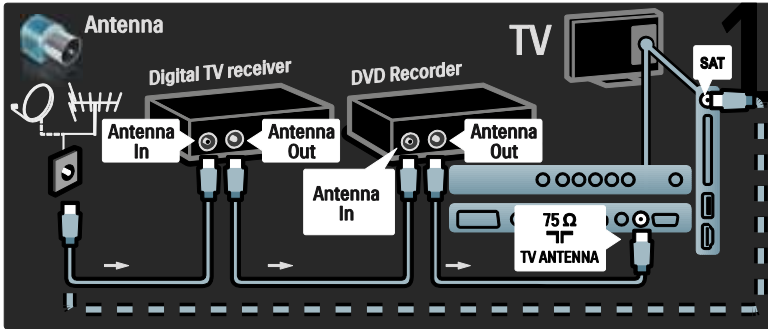 Antenna
TV
1
SAT
Digital TV receiver
DVD Recorder
Antenna
In
Antenna
Out
Antenna
In
Antenna
Out
75 Ω
TV ANTENNA